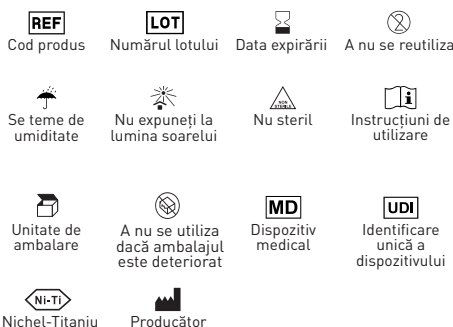 REF LOT 2
Cod produs Numărul lotului Data expirării A nu se reutiliza
NON STERILE i
Se teme de umiditate Nu expuneți la lumina soarelui Nu steril Instrucțiuni de utilizare
MD UDI
Unitate de ambalare A nu se utiliza dacă ambalajul este deteriorat Dispozitiv medical Identificare unică a dispozitivului
Ni-Ti
Nichel-Titaniu Producător